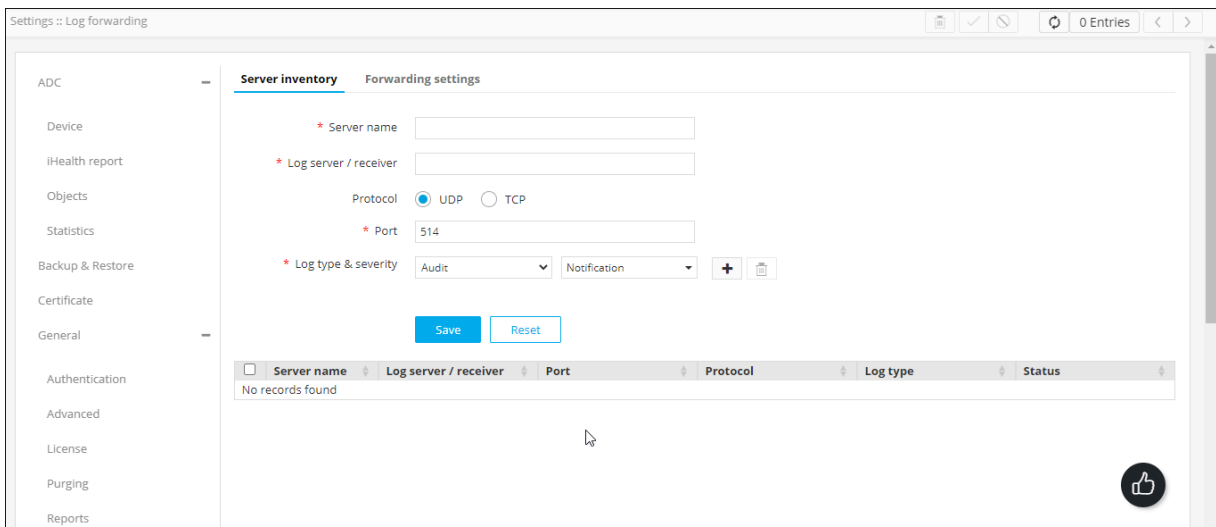 Settings :: Log forwarding
0 Entries
ADC
Device
iHealth report
Objects
Statistics
Backup & Restore
Certificate
General
Authentication
Advanced
License
Purging
Reports
Server inventory Forwarding settings
* Server name
* Log server / receiver
Protocol UDP TCP
* Port 514
* Log type & severity Audit Notification
Save Reset
Server name Log server / receiver Port Protocol Log type Status
No records found